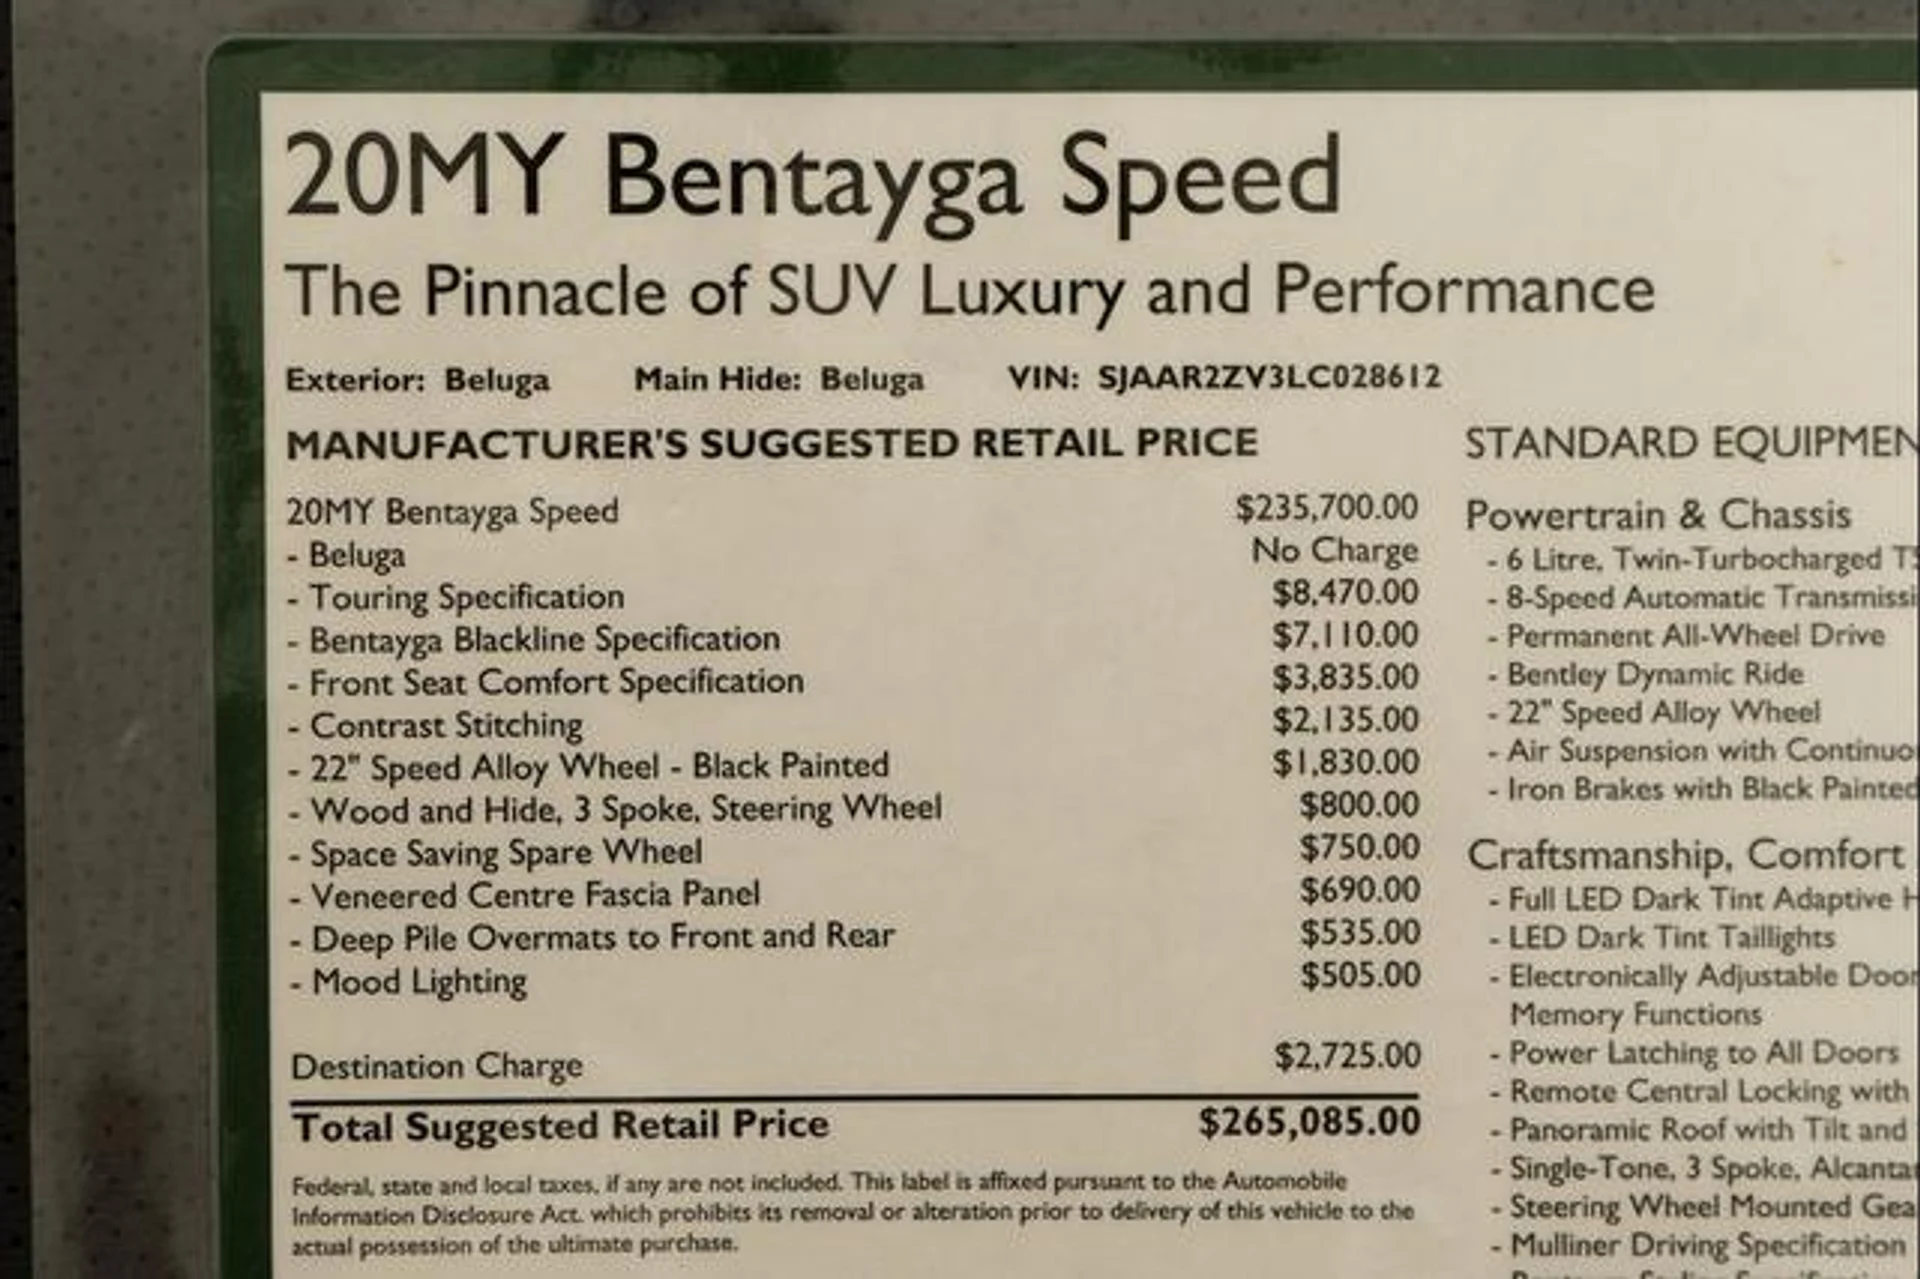 20MY Bentayga Speed
The Pinnacle of SUV Luxury and Performance
Exterior: Beluga Main Hide: Beluga VIN: SJAAR2ZV3LC028612
MANUFACTURER'S SUGGESTED RETAIL PRICE
20MY Bentayga Speed $235,700.00
- Beluga No Charge
- Touring Specification $8,470.00
- Bentayga Blackline Specification $7,110.00
- Front Seat Comfort Specification $3,835.00
- Contrast Stitching $2,135.00
- 22" Speed Alloy Wheel - Black Painted $1,830.00
- Wood and Hide, 3 Spoke, Steering Wheel $800.00
- Space Saving Spare Wheel $750.00
- Veneered Centre Fascia Panel $690.00
- Deep Pile Overmats to Front and Rear $535.00
- Mood Lighting $505.00
Destination Charge $2,725.00
Total Suggested Retail Price $265,085.00
Federal, state and local taxes, if any are not included. This label is affixed pursuant to the Automobile
Information Disclosure Act. which prohibits its removal or alteration prior to delivery of this vehicle to the
actual possession of the ultimate purchase.
STANDARD
Powertrain & Chassis
- 6 Litre, Twin-Turbocharged
- 8-Speed Automatic
- Permanent All-Wheel Drive
- Bentley Dynamic Ride
- 22" Speed Alloy Wheel
- Air Suspension with
- Iron Brakes with Black Painted
Craftsmanship, Comfort
- Full LED Dark Tint Adaptive
- LED Dark Tint Taillights
- Electronically Adjustable
Memory Functions
- Power Latching to All Doors
- Remote Central Locking with
- Panoramic Roof with Tilt and
- Single-Tone, 3 Spoke,
- Steering Wheel Mounted
- Mulliner Driving Specification